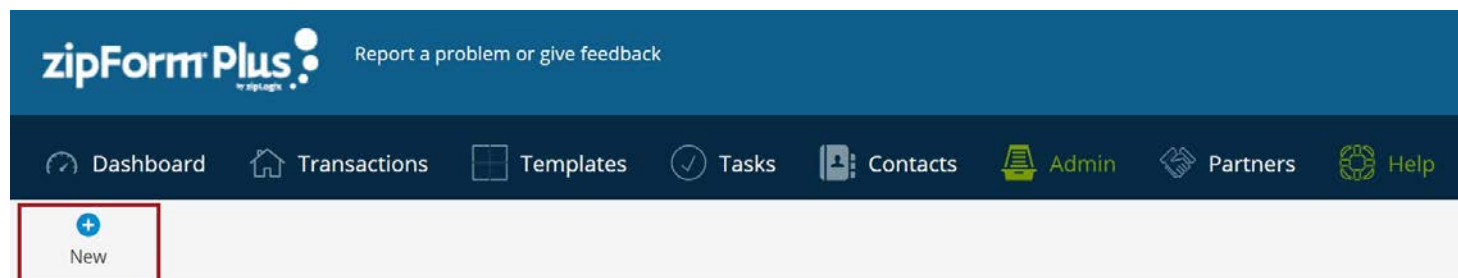 zipForm Plus
by zipLogix
Report a problem or give feedback
Dashboard Transactions Templates Tasks Contacts Admin Partners Help
New